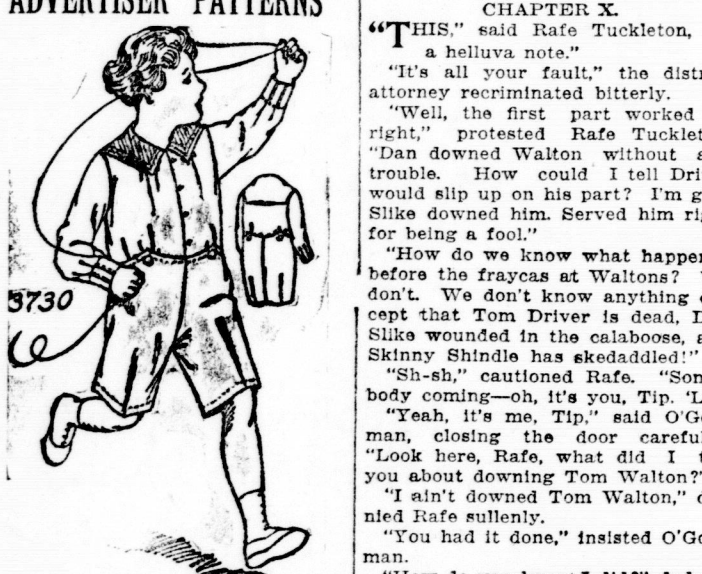 ADVERTISER PATTERNS
3730
CHAPTER X.
“THIS,” said Rafe Tuckleton,
a helluva note.”
“It's all your fault,” the distr
attorney recriminated bitterly.
“Well, the first part worked
right,” protested Rafe Tucklet
“Dan downed Walton without a
trouble. How could I tell Dri
would slip up on his part? I'm g
Slike downed him. Served him ri
for being a fool.”
“How do we know what happen
before the fraycas at Waltons?
don't. We don't know anything
cept that Tom Driver is dead, D
Slike wounded in the calaboose, a
Skinny Shindle has skedaddled!”
“Sh-sh,” cautioned Rafe. “Som
body coming—oh, it's you, Tip. ‘L
“Yeah, it's me, Tip,” said O'Go
man, closing the door carefu
“Look here, Rafe, what did I t
you about downing Tom Walton?”
“I ain't downed Tom Walton,” d
nied Rafe sullenly.
“You had it done,” insisted O'Go
man.